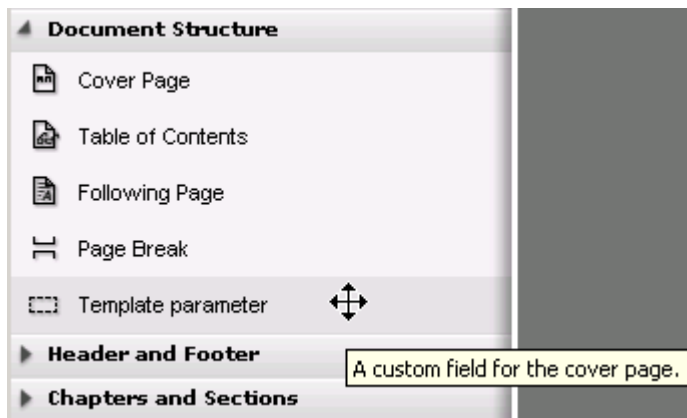 Document Structure
Cover Page
Table of Contents
Following Page
Page Break
Template parameter
Header and Footer
A custom field for the cover page.
Chapters and Sections